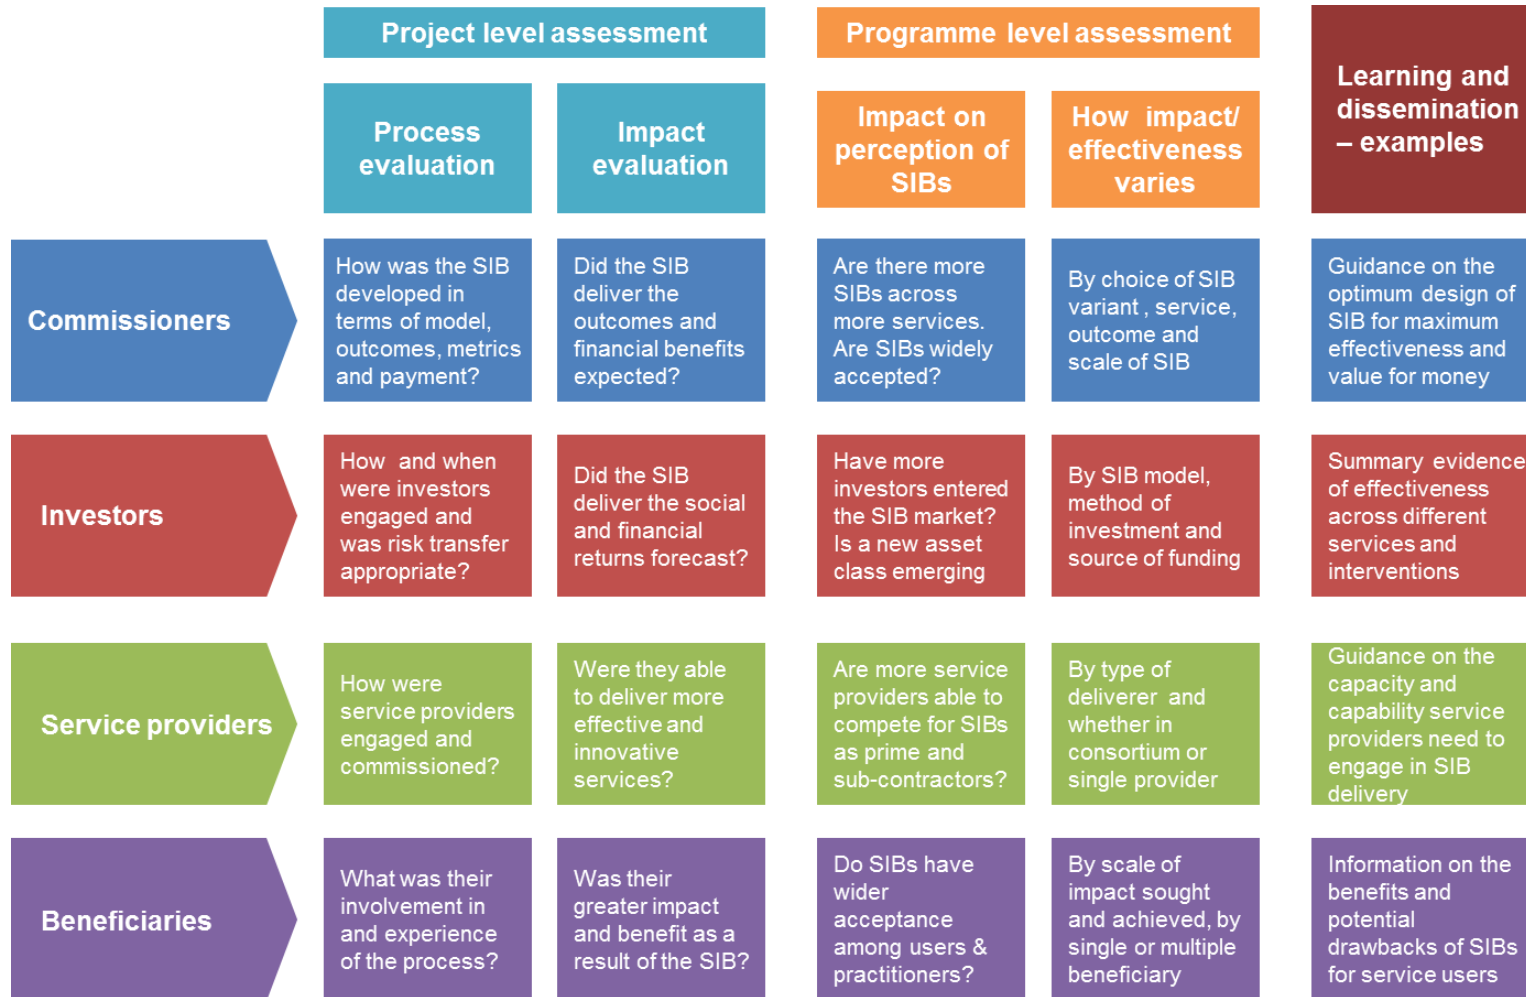 Project level assessment
Programme level assessment
Learning and
dissemination
– examples
Process
evaluation
Impact
evaluation
Impact on
perception of
SIBs
How impact/
effectiveness
varies
Commissioners
How was the SIB
developed in
terms of model,
outcomes, metrics
and payment?
Did the SIB
deliver the
outcomes and
financial benefits
expected?
Are there more
SIBs across
more services.
Are SIBs widely
accepted?
By choice of SIB
variant , service,
outcome and
scale of SIB
Guidance on the
optimum design of
SIB for maximum
effectiveness and
value for money
Investors
How and when
were investors
engaged and
was risk transfer
appropriate?
Did the SIB
deliver the social
and financial
returns forecast?
Have more
investors entered
the SIB market?
Is a new asset
class emerging
By SIB model,
method of
investment and
source of funding
Summary evidence
of effectiveness
across different
services and
interventions
Service providers
How were
service providers
engaged and
commissioned?
Were they able
to deliver more
effective and
innovative
services?
Are more service
providers able to
compete for SIBs
as prime and
sub-contractors?
By type of
deliverer and
whether in
consortium or
single provider
Guidance on the
capacity and
capability service
providers need to
engage in SIB
delivery
Beneficiaries
What was their
involvement in
and experience
of the process?
Was their
greater impact
and benefit as a
result of the SIB?
Do SIBs have
wider
acceptance
among users &
practitioners?
By scale of
impact sought
and achieved, by
single or multiple
beneficiary
Information on the
benefits and
potential
drawbacks of SIBs
for service users